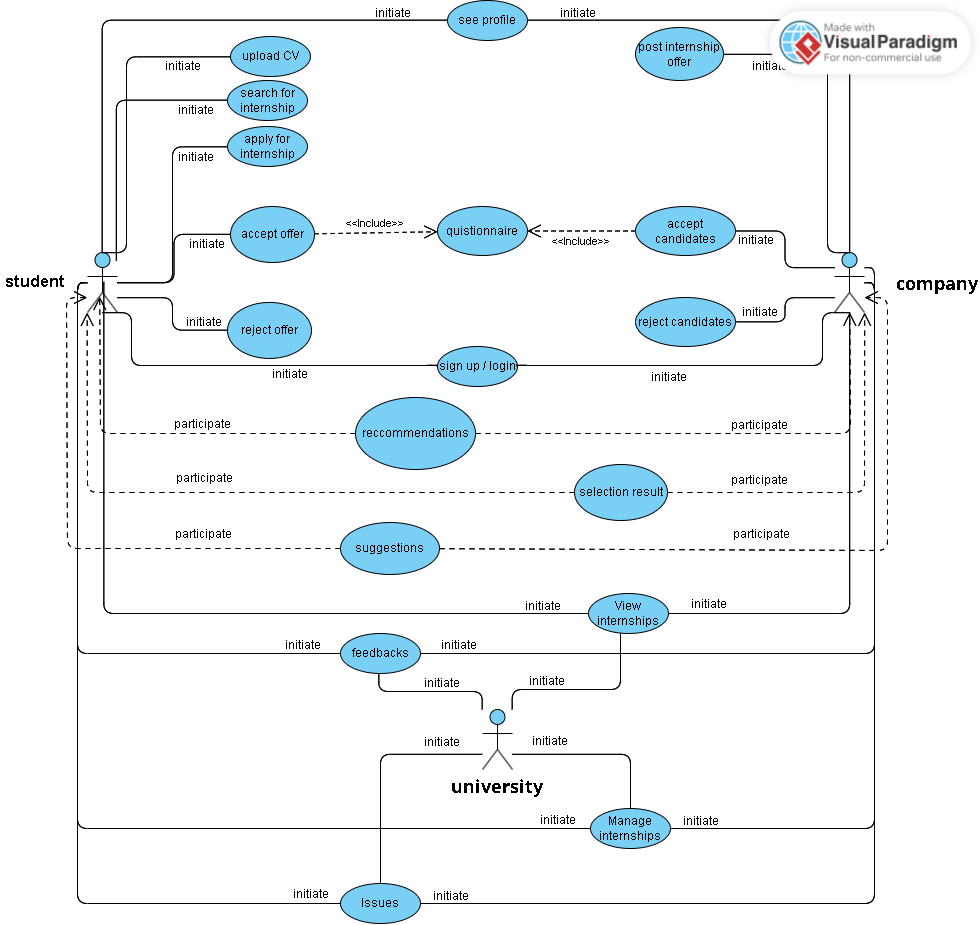 initiate
see profile
initiate
Made with
Visual Paradigm
For non-commercial use
upload CV
initiate
post internship
offer
search for
internship
initiate
apply for
internship
initiate
accept offer
initiate
<<Include>>
quistionnaire
<<Include>>
accept
candidates
initiate
student
company
reject offer
initiate
reject candidates
initiate
sign up / login
initiate
initiate
participate
reccommendations
participate
participate
selection result
participate
participate
suggestions
participate
initiate
View
internships
initiate
initiate
feedbacks
initiate
initiate
initiate
initiate
initiate
university
initiate
Manage
internships
initiate
initiate
Issues
initiate